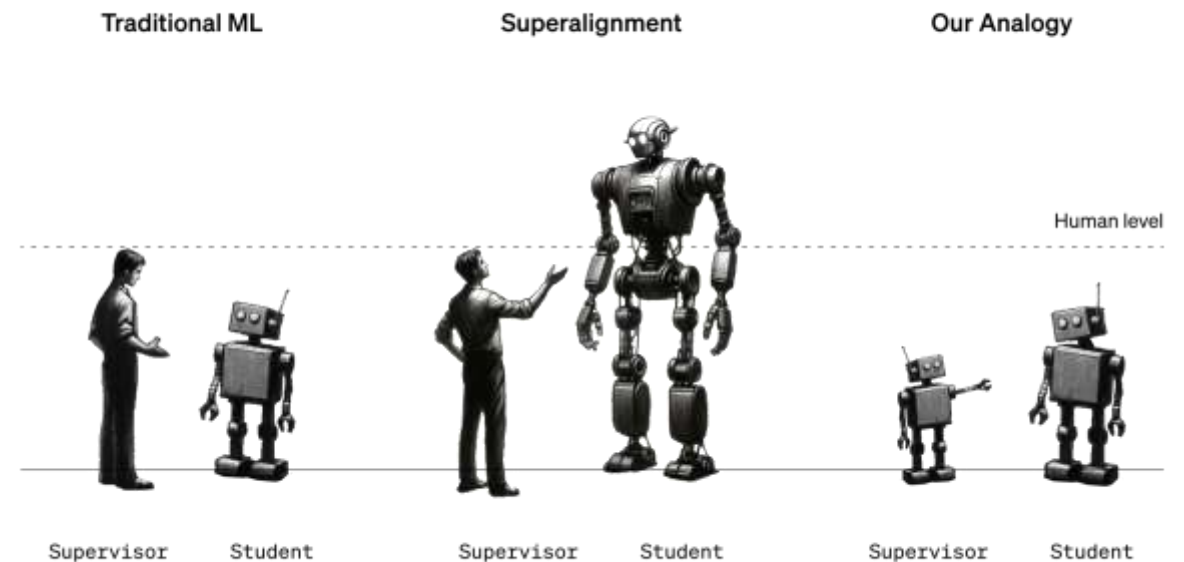 Traditional ML
Superalignment
Our Analogy
Human level
Supervisor Student
Supervisor Student
Supervisor Student